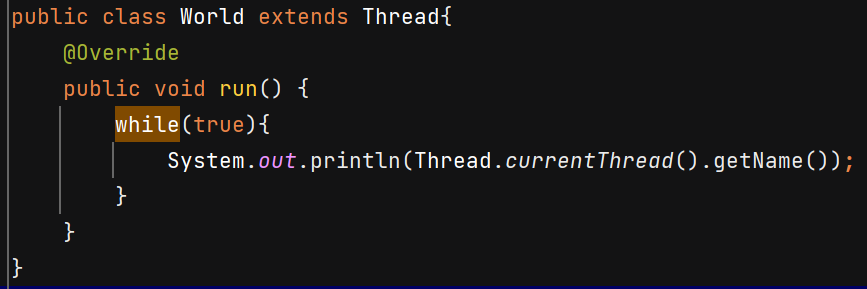 public class World extends Thread{
    @Override
    public void run() {
        while(true){
            System.out.println(Thread.currentThread().getName());
        }
    }
}